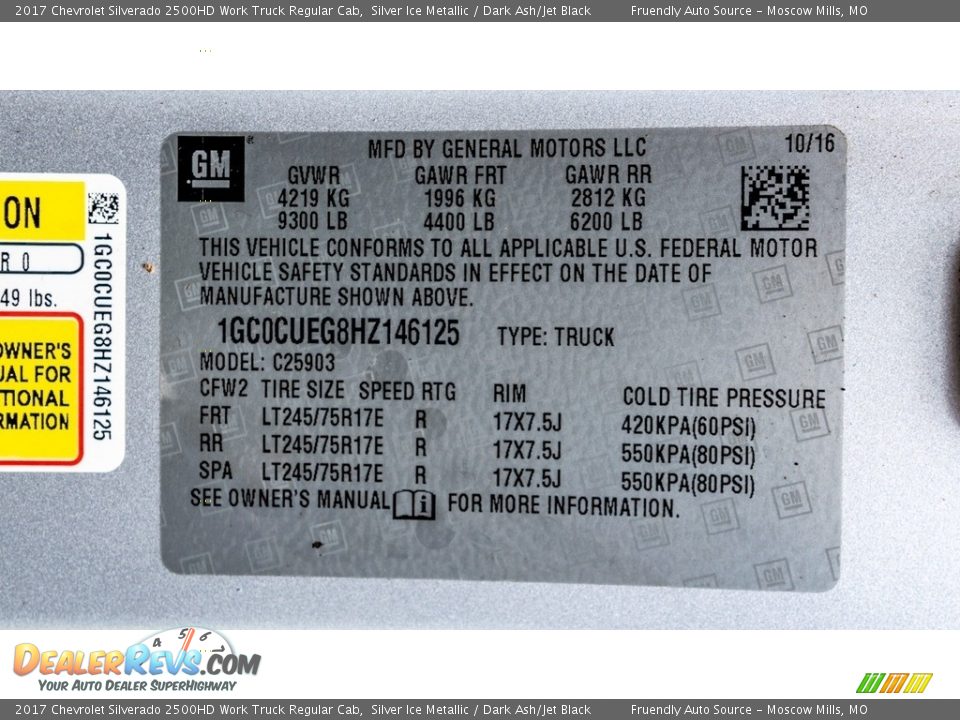 2017 Chevrolet Silverado 2500HD Work Truck Regular Cab,  Silver Ice Metallic / Dark Ash/Jet Black  Fruendly Auto Source - Moscow Mills, MO
GM
MFD BY GENERAL MOTORS LLC 10/16
GVWR GAWR FRT GAWR RR
4219 KG 1996 KG 2812 KG
9300 LB 4400 LB 6200 LB
THIS VEHICLE CONFORMS TO ALL APPLICABLE U.S. FEDERAL MOTOR
VEHICLE SAFETY STANDARDS IN EFFECT ON THE DATE OF
MANUFACTURE SHOWN ABOVE.
1GC0CUEG8HZ146125 TYPE: TRUCK
MODEL: C25903
CFW2 TIRE SIZE SPEED RTG RIM COLD TIRE PRESSURE
FRT LT245/75R17E R 17X7.5J 420KPA(60PSI)
RR LT245/75R17E R 17X7.5J 550KPA(80PSI)
SPA LT245/75R17E R 17X7.5J 550KPA(80PSI)
SEE OWNER'S MANUAL i FOR MORE INFORMATION.
ON
R 0
49 lbs.
OWNER'S
UAL FOR
TIONAL
RMATION
1GC0CUEG8HZ146125
4 5 6 7
DEALERREVS.COM
YOUR AUTO DEALER SUPERHIGHWAY
2017 Chevrolet Silverado 2500HD Work Truck Regular Cab,  Silver Ice Metallic / Dark Ash/Jet Black  Fruendly Auto Source - Moscow Mills, MO